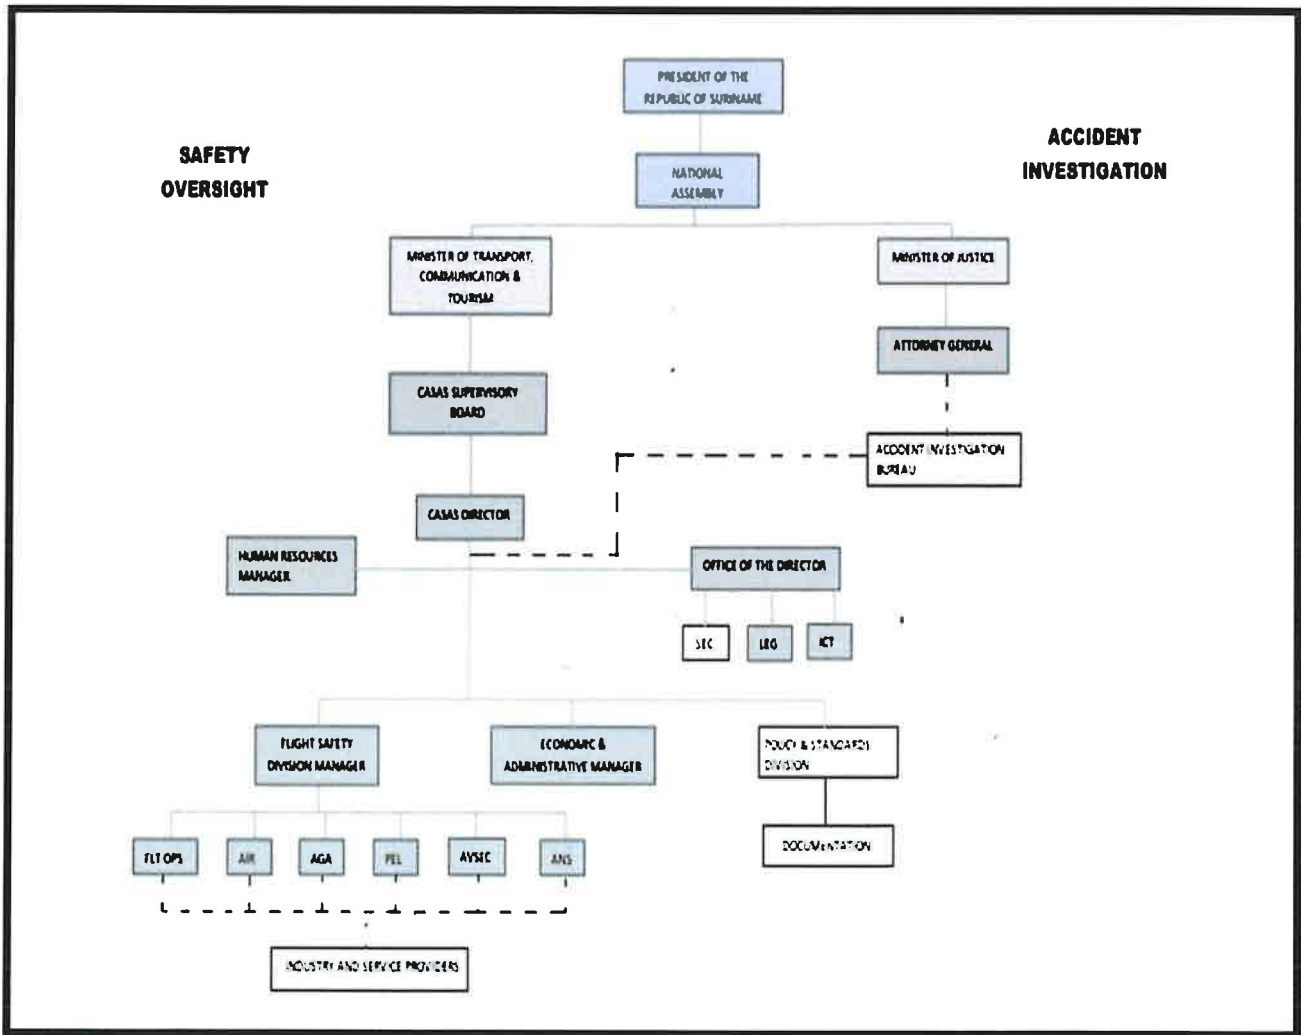 PRESIDENT OF THE
REPUBLIC OF SURINAME
SAFETY
OVERSIGHT
ACCIDENT
INVESTIGATION
NATIONAL
ASSEMBLY
MINISTER OF TRANSPORT,
COMMUNICATION &
TOURISM
MINISTER OF JUSTICE
ATTORNEY GENERAL
CASAS SUPERVISORY
BOARD
ACCIDENT INVESTIGATION
BUREAU
CASAS DIRECTOR
HUMAN RESOURCES
MANAGER
OFFICE OF THE DIRECTOR
SEC
LEG
ICT
FLIGHT SAFETY
DIVISION MANAGER
ECONOMIC &
ADMINISTRATIVE MANAGER
POLICY & STANDARDS
DIVISION
FLT OPS
AIR
AGA
PEL
AVSEC
ANS
DOCUMENTATION
INDUSTRY AND SERVICE PROVIDERS